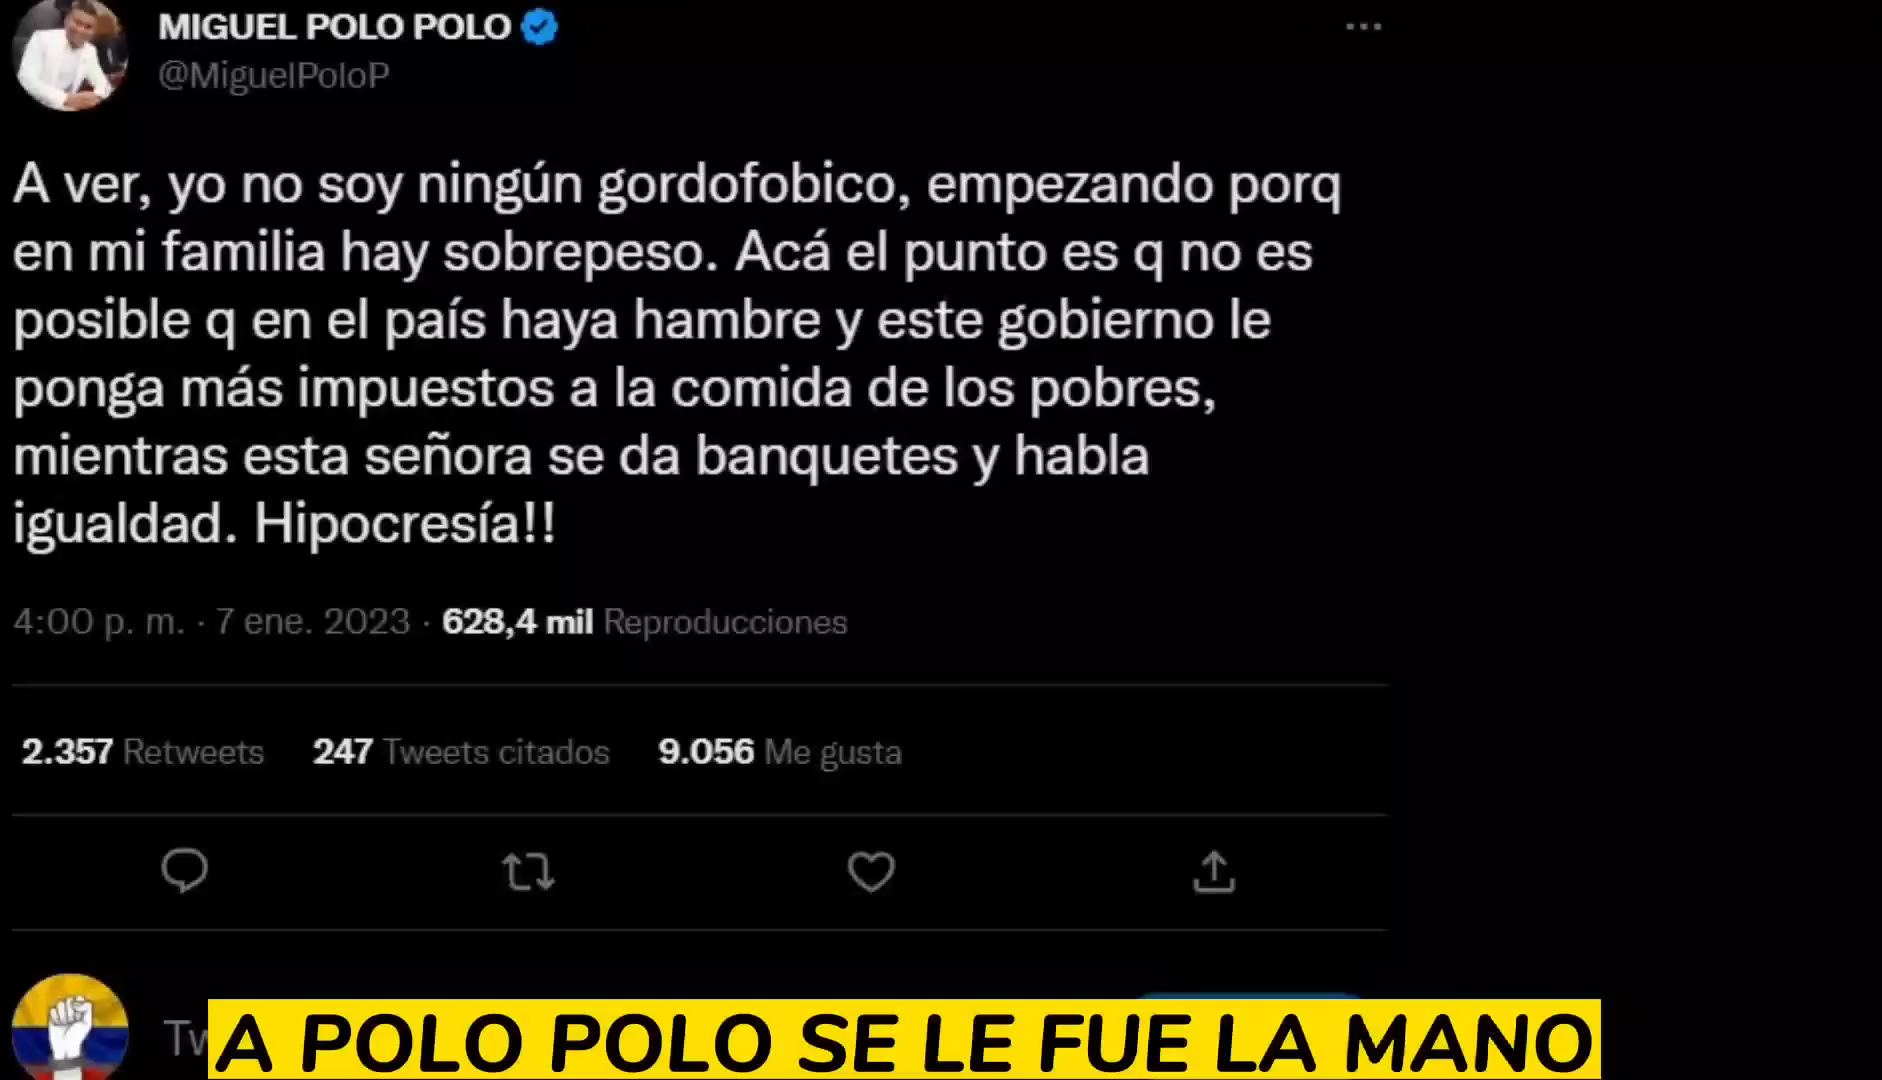 MIGUEL POLO POLO
@MiguelPoloP
A ver, yo no soy ningún gordofobico, empezando porq
en mi familia hay sobrepeso. Acá el punto es q no es
posible q en el país haya hambre y este gobierno le
ponga más impuestos a la comida de los pobres,
mientras esta señora se da banquetes y habla
igualdad. Hipocresía!!
4:00 p. m. · 7 ene. 2023 · 628,4 mil Reproducciones
2.357 Retweets 247 Tweets citados 9.056 Me gusta
A POLO POLO SE LE FUE LA MANO